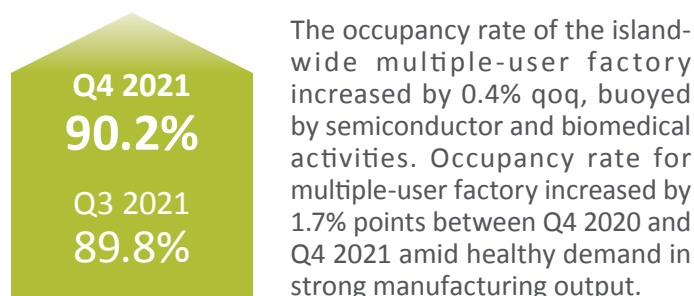 Q4 2021
90.2%
Q3 2021
89.8%
The occupancy rate of the island-
wide multiple-user factory
increased by 0.4% qoq, buoyed
by semiconductor and biomedical
activities. Occupancy rate for
multiple-user factory increased by
1.7% points between Q4 2020 and
Q4 2021 amid healthy demand in
strong manufacturing output.